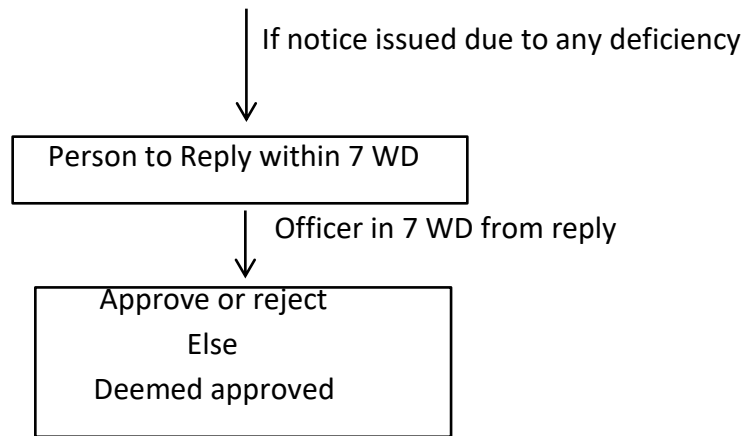 If notice issued due to any deficiency
Person to Reply within 7 WD
Officer in 7 WD from reply
Approve or reject
Else
Deemed approved